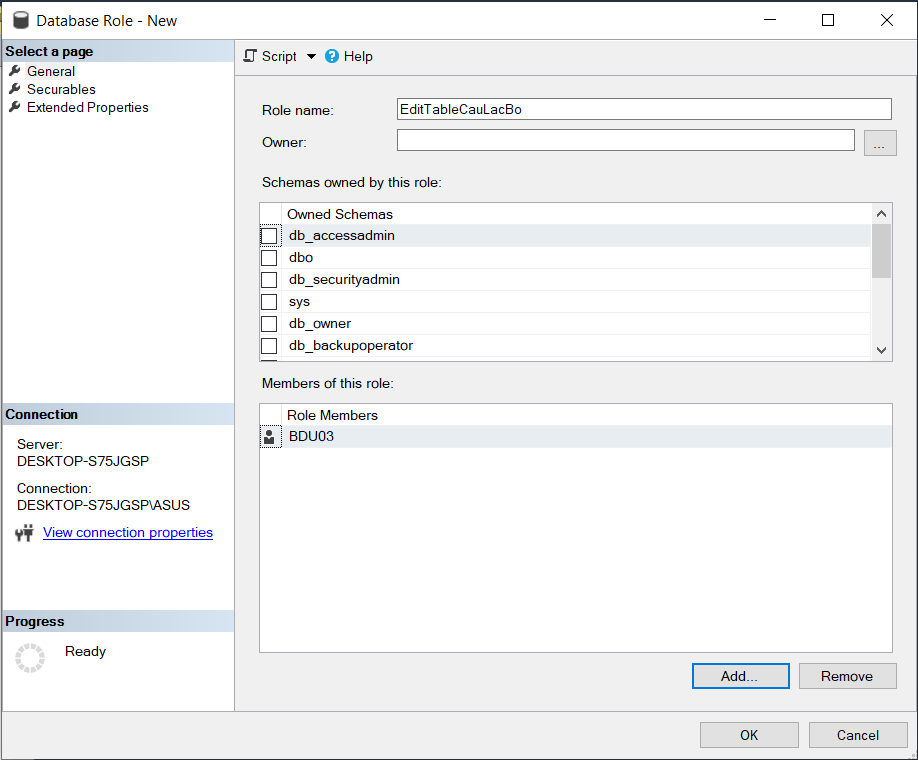 Database Role - New
Select a page
General
Securables
Extended Properties
Script
Help
Role name:
EditTableCauLacBo
Owner:
...
Schemas owned by this role:
Owned Schemas
db_accessadmin
dbo
db_securityadmin
sys
db_owner
db_backupoperator
Members of this role:
Role Members
BDU03
Connection
Server:
DESKTOP-S75JGSP
Connection:
DESKTOP-S75JGSP\ASUS
View connection properties
Progress
Ready
Add...
Remove
OK
Cancel